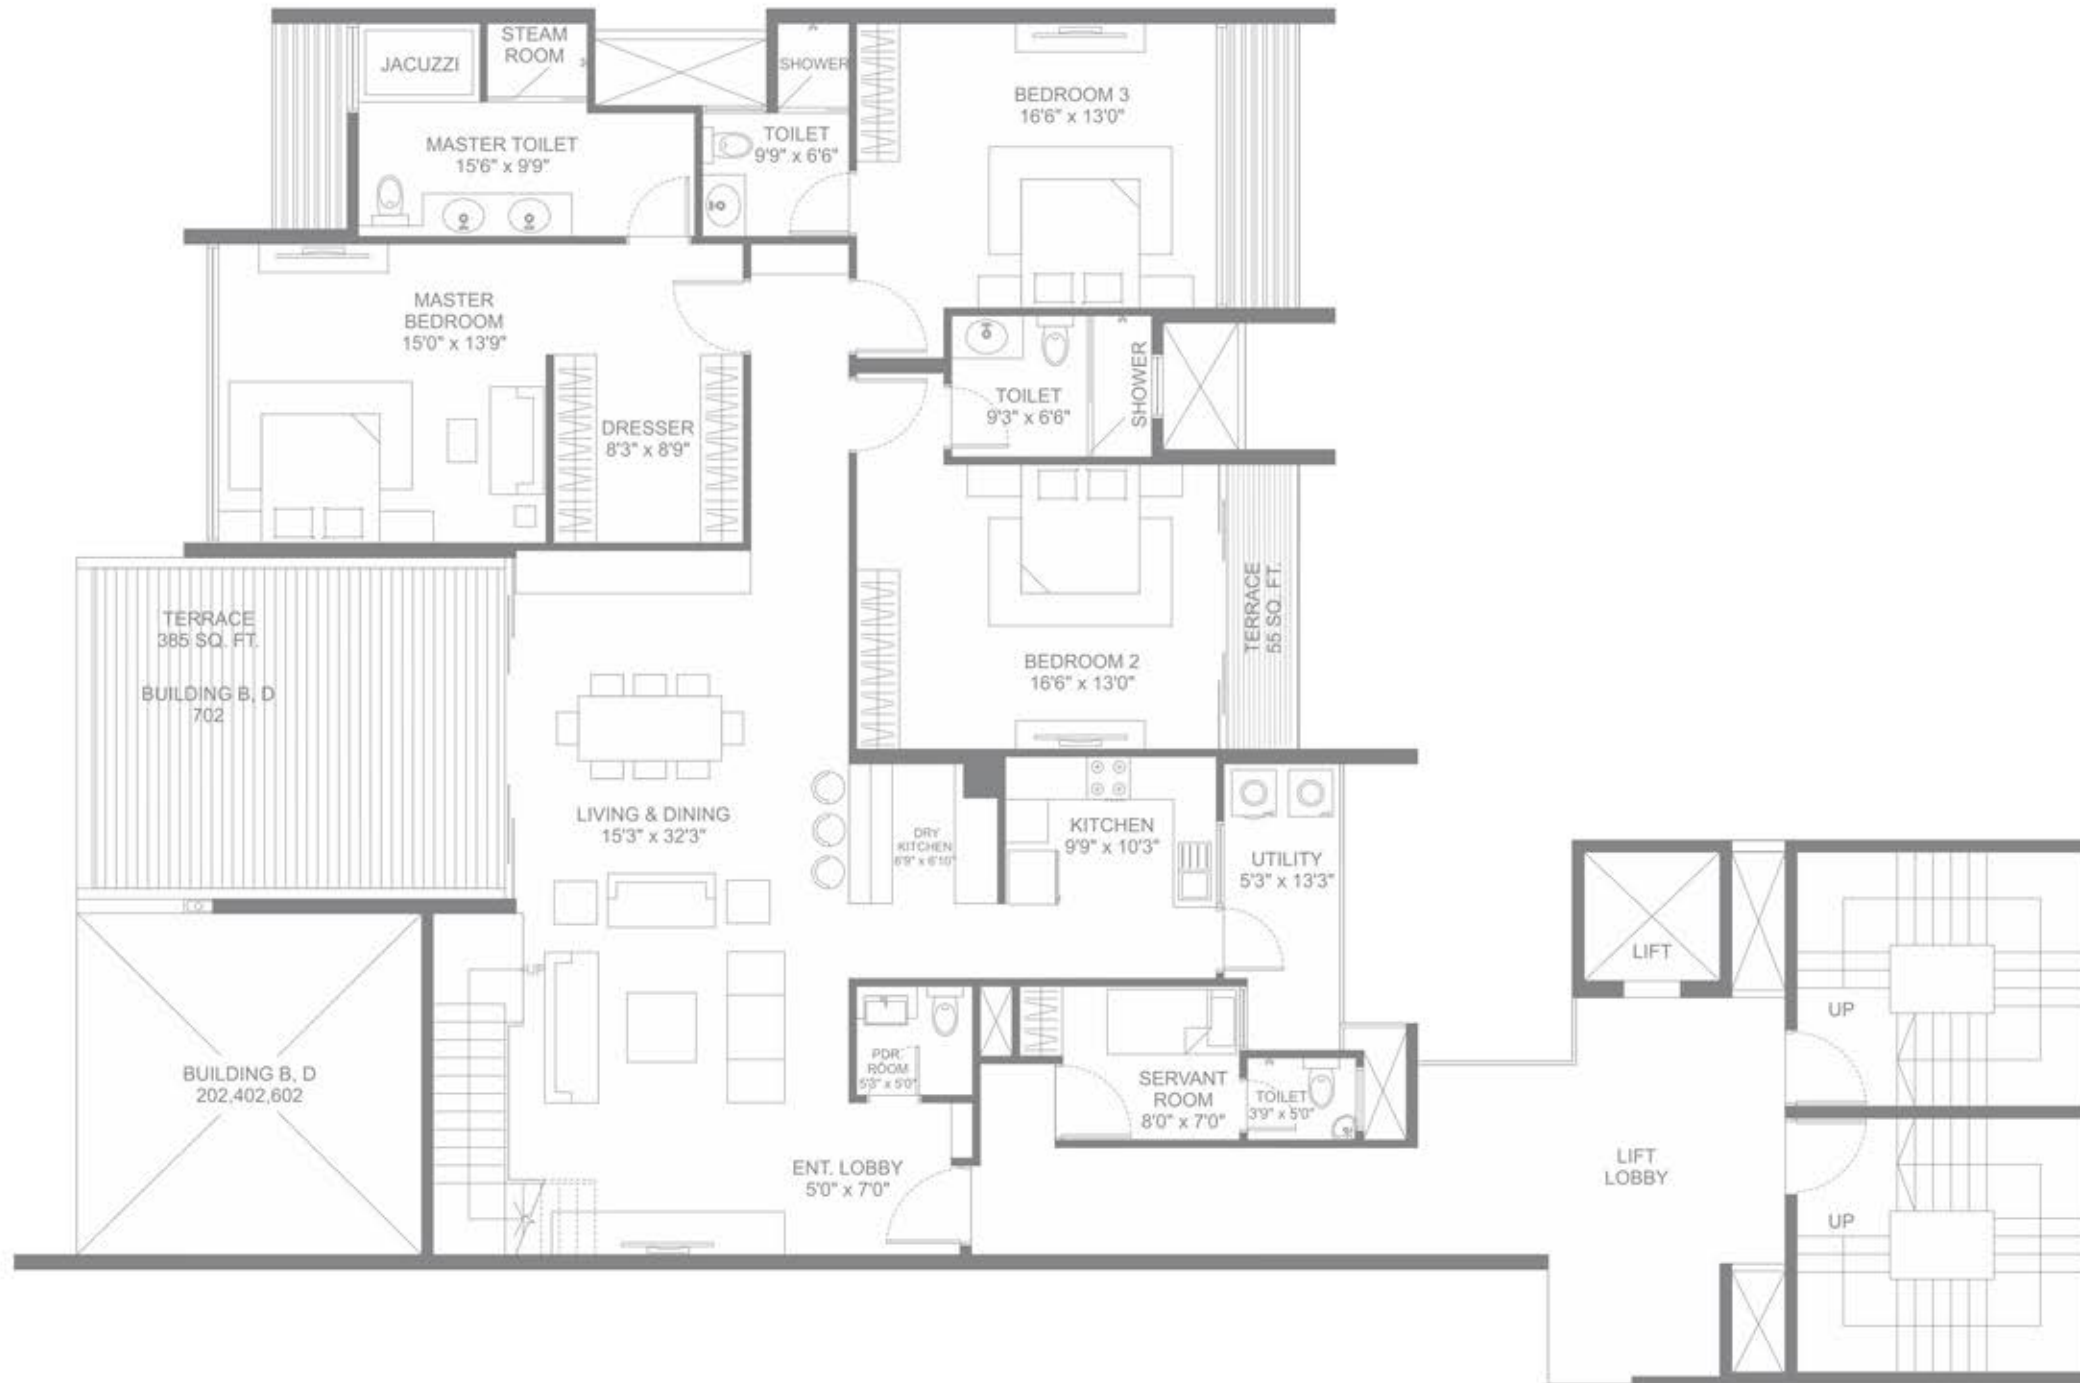 JACUZZI
STEAM
ROOM
SHOWER
BEDROOM 3
16'6" x 13'0"
MASTER TOILET
15'6" x 9'9"
TOILET
9'9" x 6'6"
MASTER
BEDROOM
15'0" x 13'9"
DRESSER
8'3" x 8'9"
TOILET
9'3" x 6'6"
SHOWER
TERRACE
385 SQ. FT.
BUILDING B, D
702
BEDROOM 2
16'6" x 13'0"
TERRACE
55 SQ. FT.
LIVING & DINING
15'3" x 32'3"
DRY
KITCHEN
6'9" x 6'10"
KITCHEN
9'9" x 10'3"
UTILITY
5'3" x 13'3"
UP
LIFT
UP
BUILDING B, D
202,402,602
PDR.
ROOM
5'3" x 5'0"
SERVANT
ROOM
8'0" x 7'0"
TOILET
3'9" x 5'0"
ENT. LOBBY
5'0" x 7'0"
LIFT
LOBBY
UP